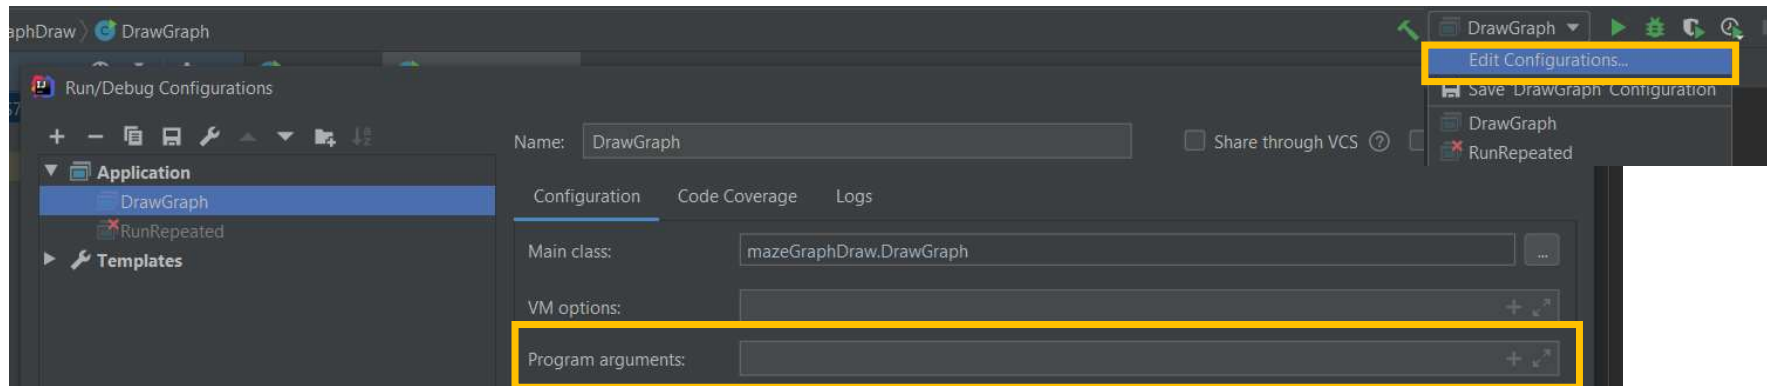 aphDraw DrawGraph
DrawGraph
Edit Configurations...
Save 'DrawGraph' Configuration
DrawGraph
RunRepeated
Run/Debug Configurations
Application
DrawGraph
RunRepeated
Templates
Name: DrawGraph
Share through VCS
Configuration Code Coverage Logs
Main class: mazeGraphDraw.DrawGraph ...
VM options:
Program arguments: